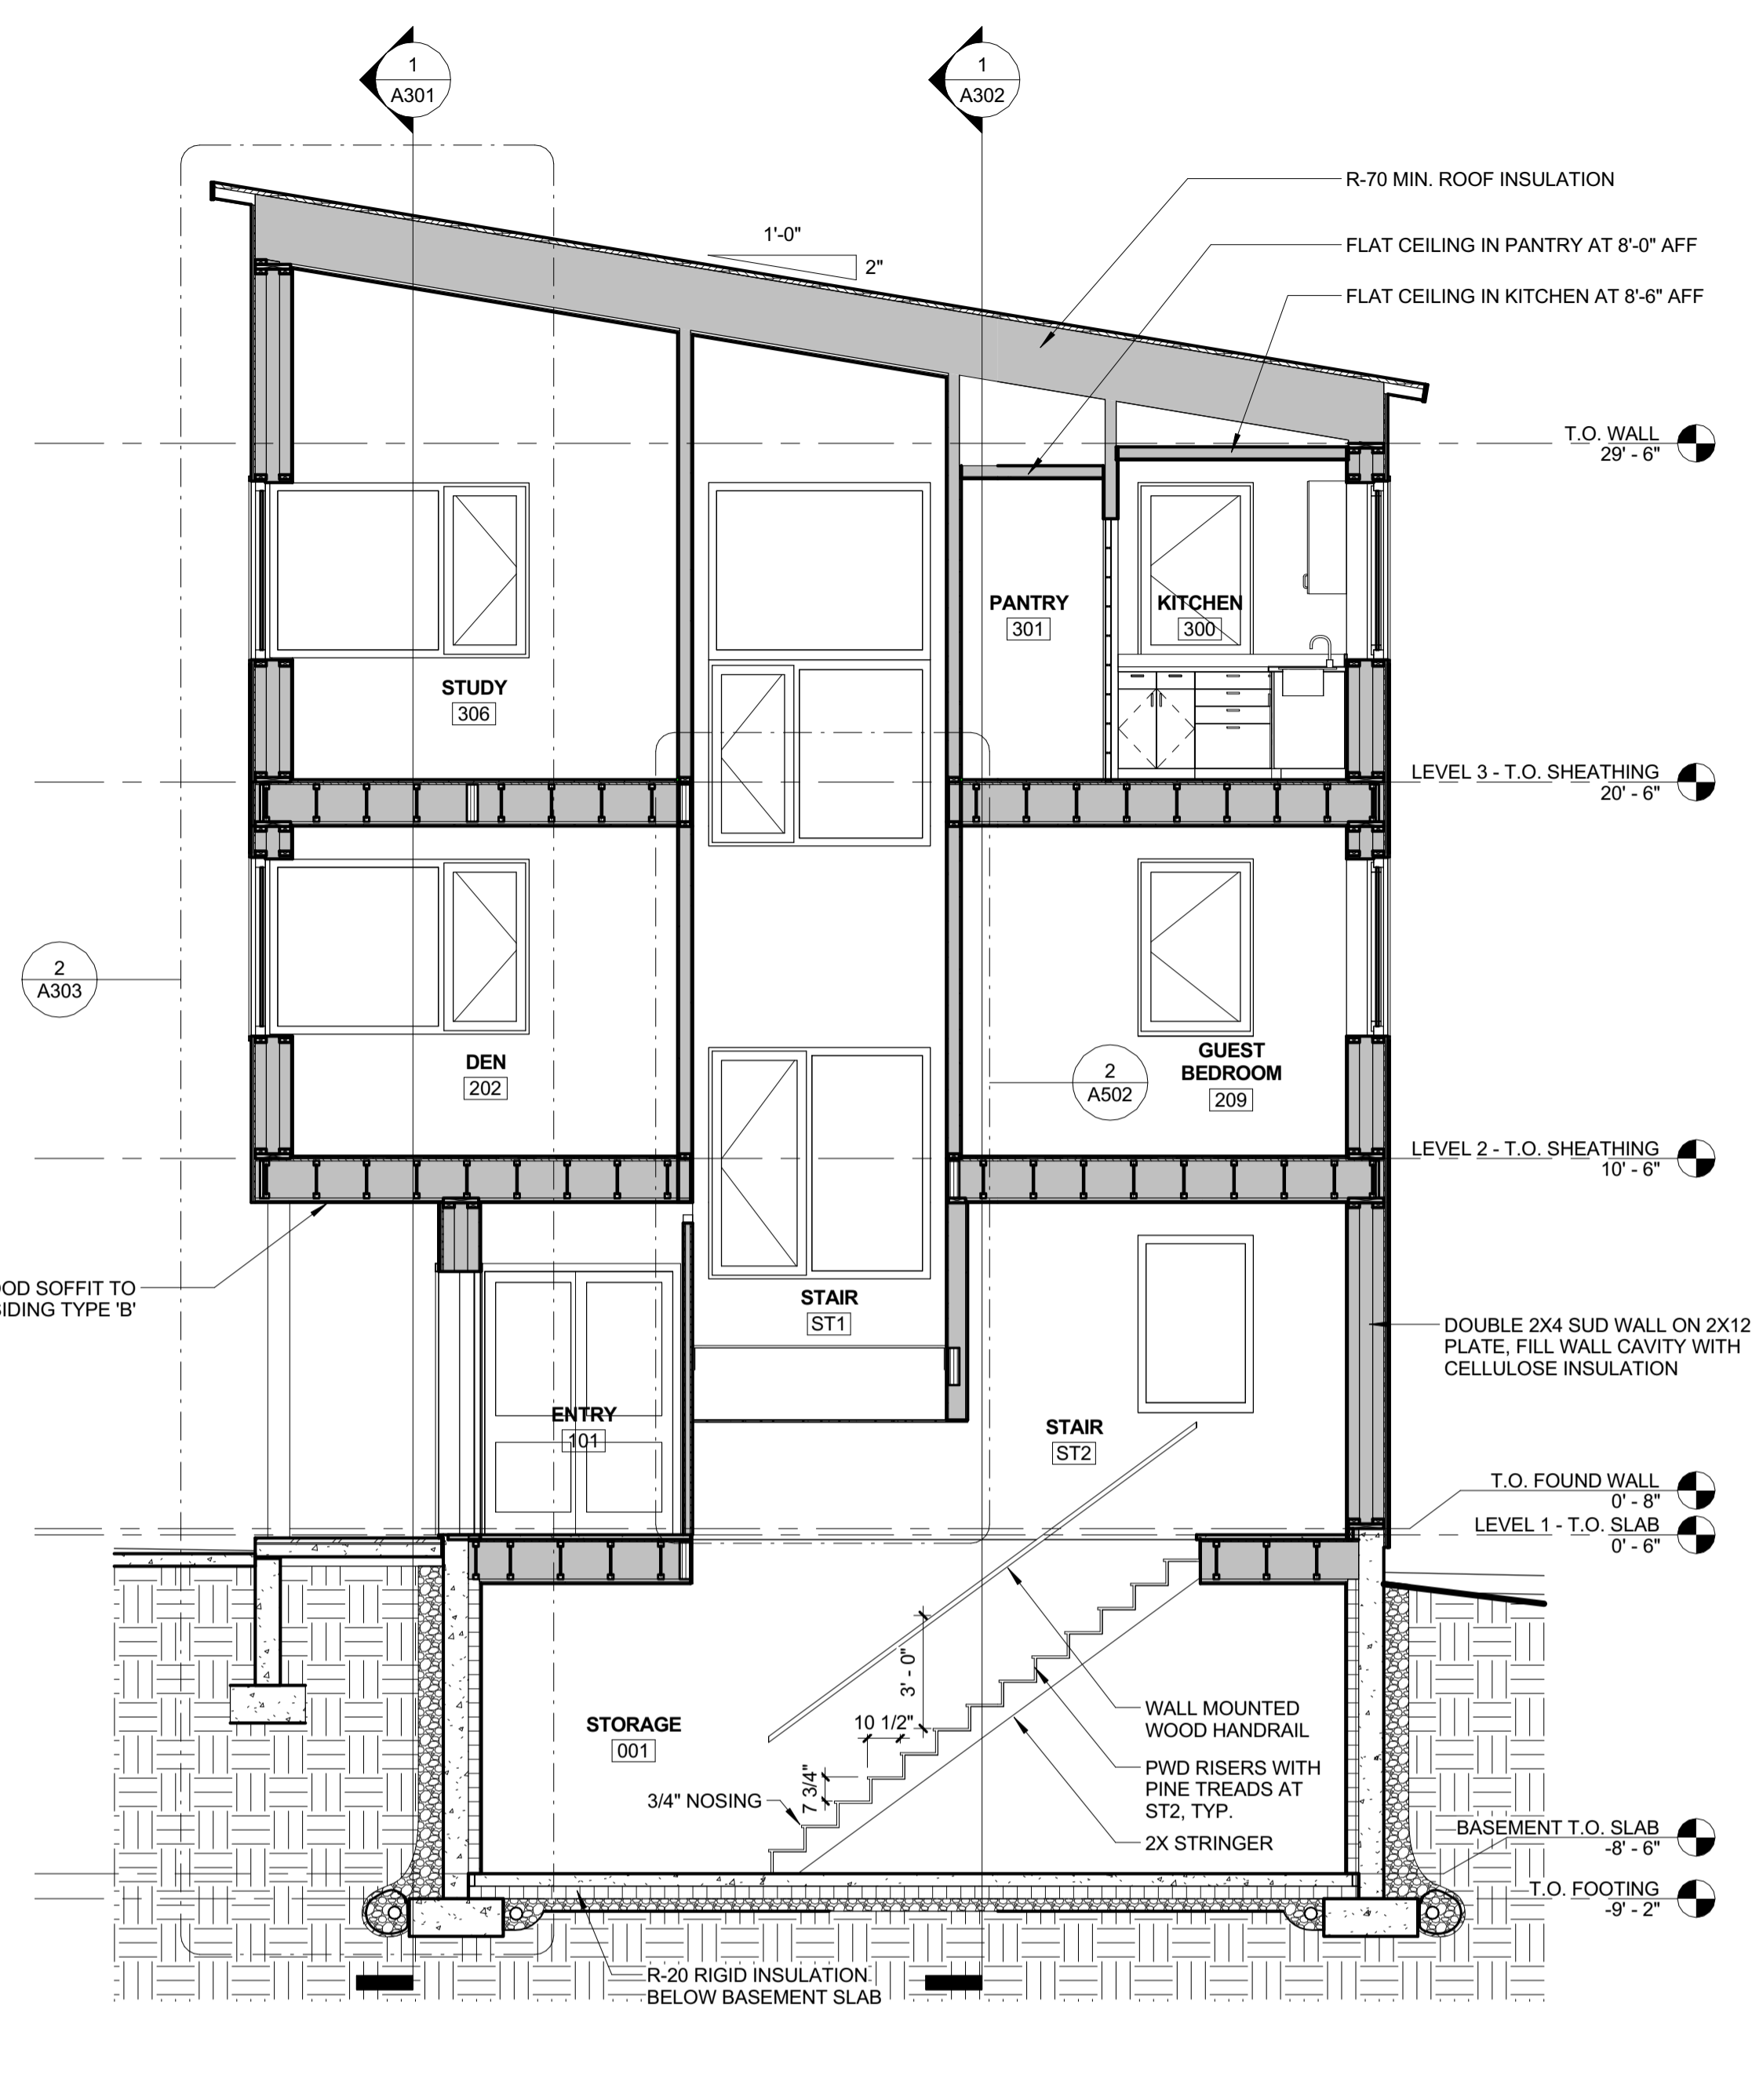 1
A301
1
A302
R-70 MIN. ROOF INSULATION
1'-0"
2"
FLAT CEILING IN PANTRY AT 8'-0" AFF
FLAT CEILING IN KITCHEN AT 8'-6" AFF
T.O. WALL
29' - 6"
PANTRY
301
KITCHEN
300
STUDY
306
LEVEL 3 - T.O. SHEATHING
20' - 6"
2
A303
DEN
202
GUEST
BEDROOM
209
2
A502
LEVEL 2 - T.O. SHEATHING
10' - 6"
OD SOFFIT TO
SIDING TYPE 'B'
STAIR
ST1
DOUBLE 2X4 SUD WALL ON 2X12
PLATE, FILL WALL CAVITY WITH
CELLULOSE INSULATION
ENTRY
101
STAIR
ST2
T.O. FOUND WALL
0' - 8"
LEVEL 1 - T.O. SLAB
0' - 6"
3' - 0"
WALL MOUNTED
WOOD HANDRAIL
STORAGE
001
10 1/2"
7 3/4"
PWD RISERS WITH
PINE TREADS AT
ST2, TYP.
3/4" NOSING
2X STRINGER
BASEMENT T.O. SLAB
-8' - 6"
T.O. FOOTING
-9' - 2"
R-20 RIGID INSULATION
BELOW BASEMENT SLAB